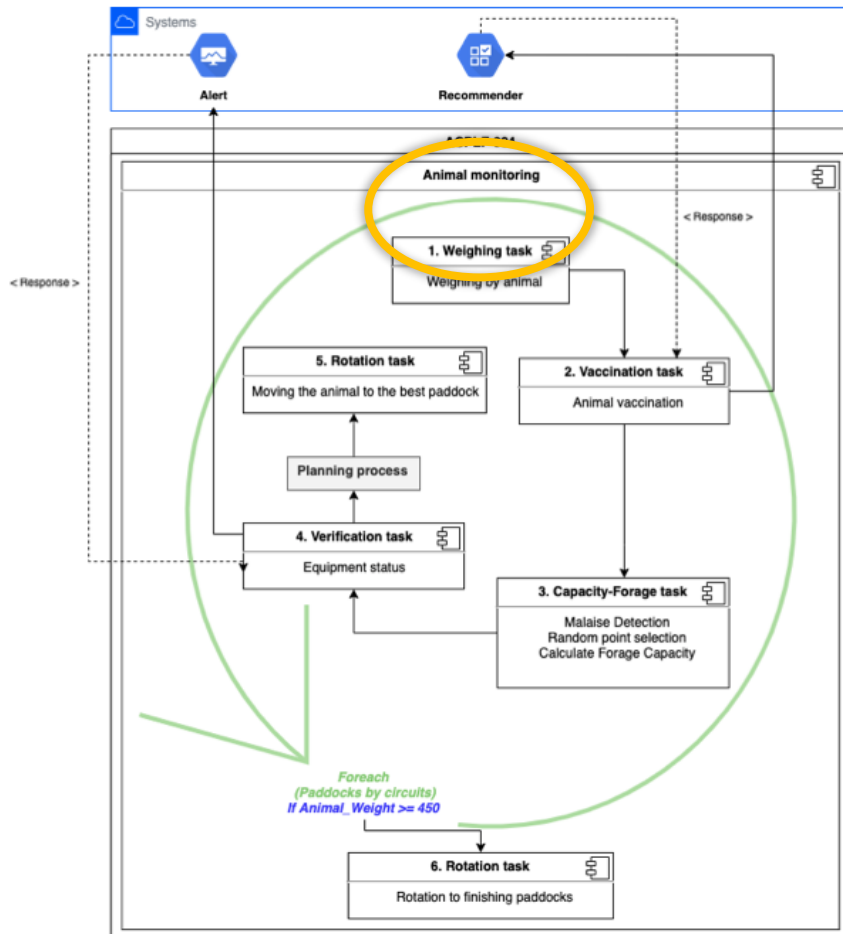 Systems
Alert
Recommender
Animal monitoring
< Response >
1. Weighing task
Weighing by animal
< Response >
5. Rotation task
Moving the animal to the best paddock
2. Vaccination task
Animal vaccination
Planning process
4. Verification task
Equipment status
3. Capacity-Forage task
Malaise Detection
Random point selection
Calculate Forage Capacity
Foreach
(Paddocks by circuits)
If Animal_Weight >= 450
6. Rotation task
Rotation to finishing paddocks